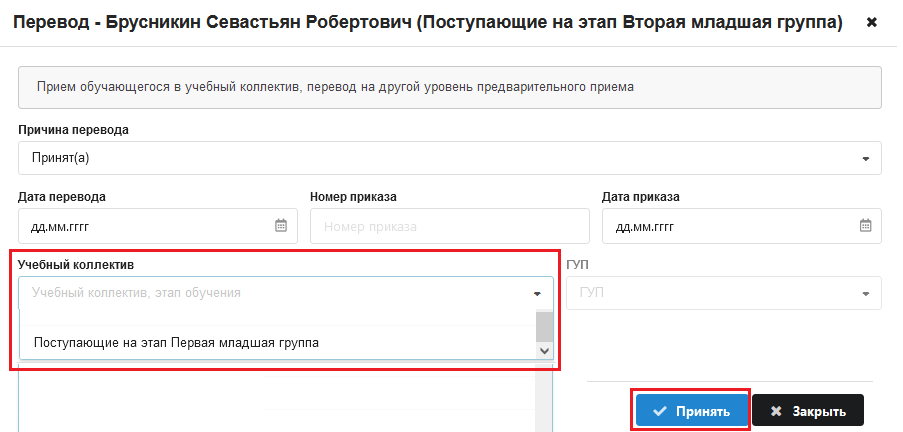 Перевод - Брусникин Севастьян Робертович (Поступающие на этап Вторая младшая группа)
Прием обучающегося в учебный коллектив, перевод на другой уровень предварительного приема
Причина перевода
Принят(а)
Дата перевода Номер приказа Дата приказа
дд.мм.гггг Номер приказа дд.мм.гггг
Учебный коллектив ГУП
Учебный коллектив, этап обучения ГУП
Поступающие на этап Первая младшая группа
Принять Закрыть